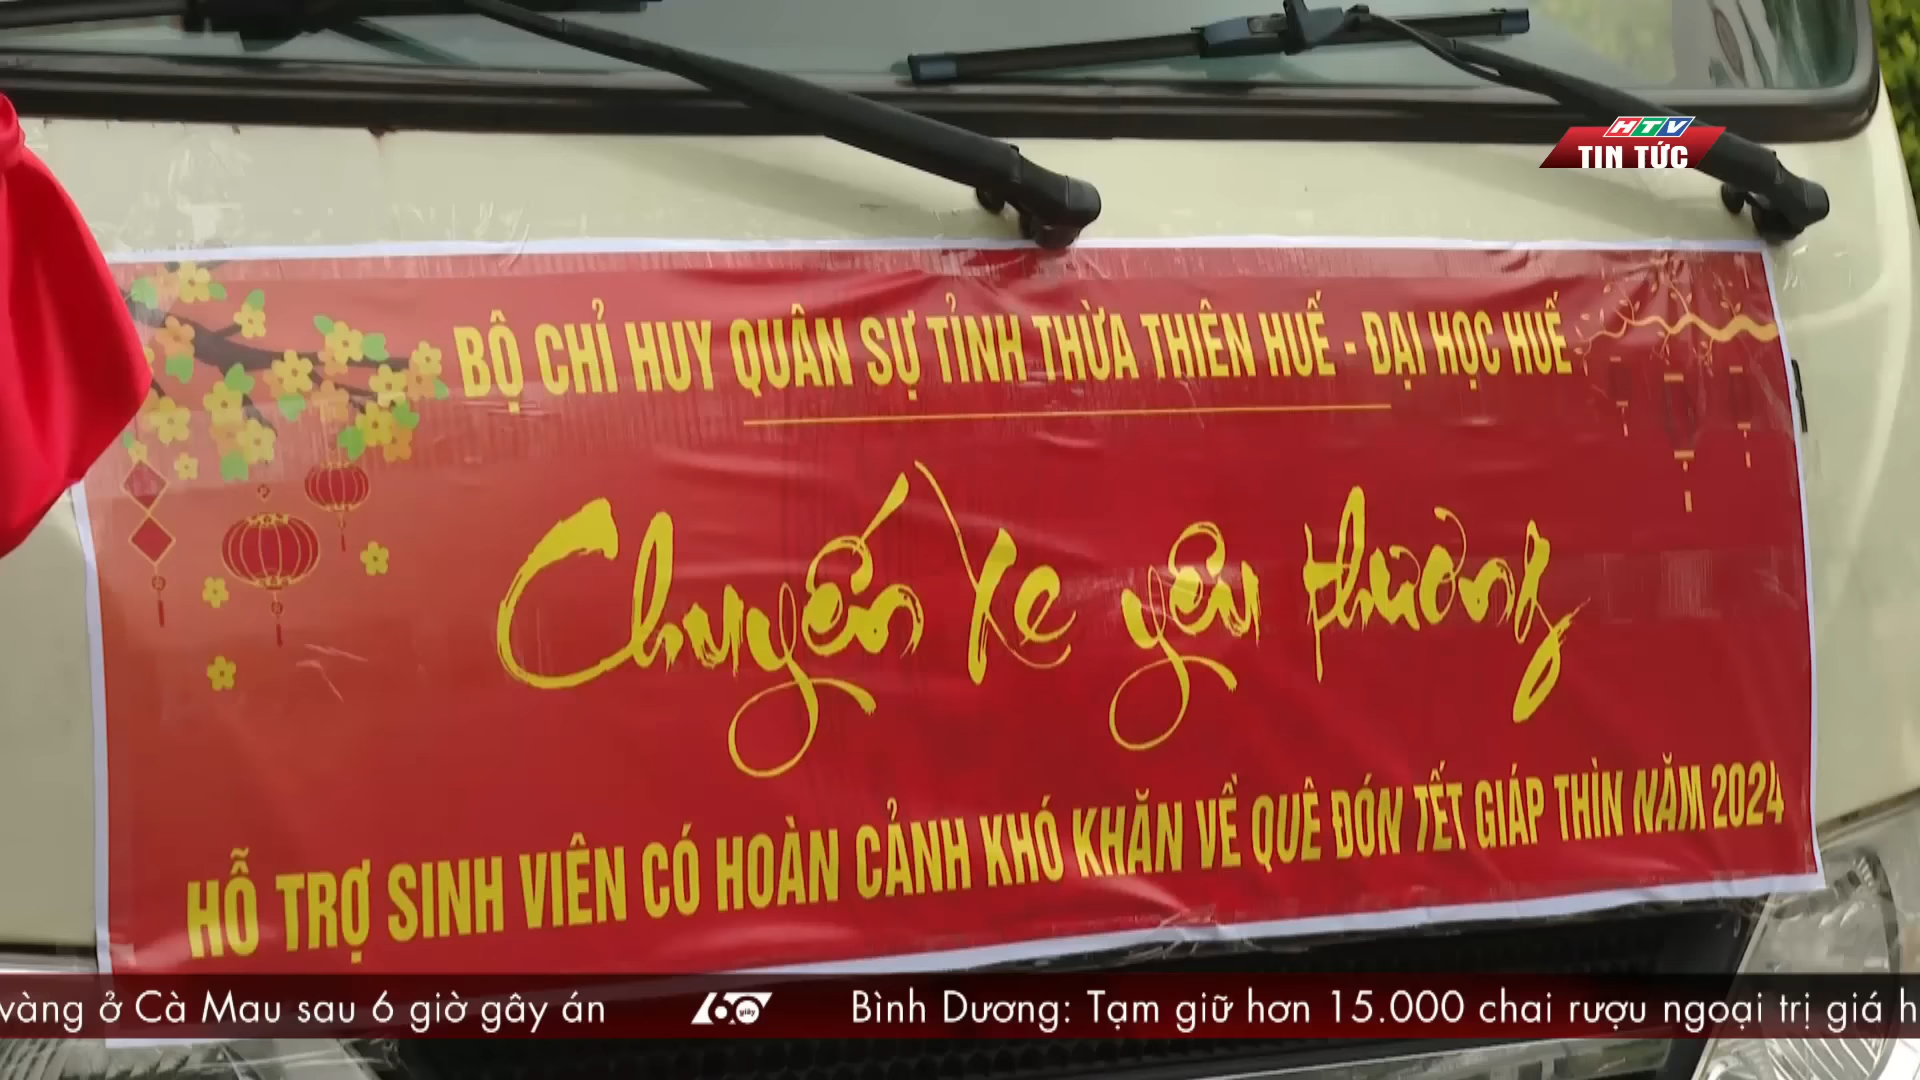 HTV
TIN TỨC
BỘ CHỈ HUY QUÂN SỰ TỈNH THỪA THIÊN HUẾ - ĐẠI HỌC HUẾ
Chuyến xe yêu thương
HỖ TRỢ SINH VIÊN CÓ HOÀN CẢNH KHÓ KHĂN VỀ QUÊ ĐÓN TẾT GIÁP THÌN NĂM 2024
vàng ở Cà Mau sau 6 giờ gây án 60 giây Bình Dương: Tạm giữ hơn 15.000 chai rượu ngoại trị giá h